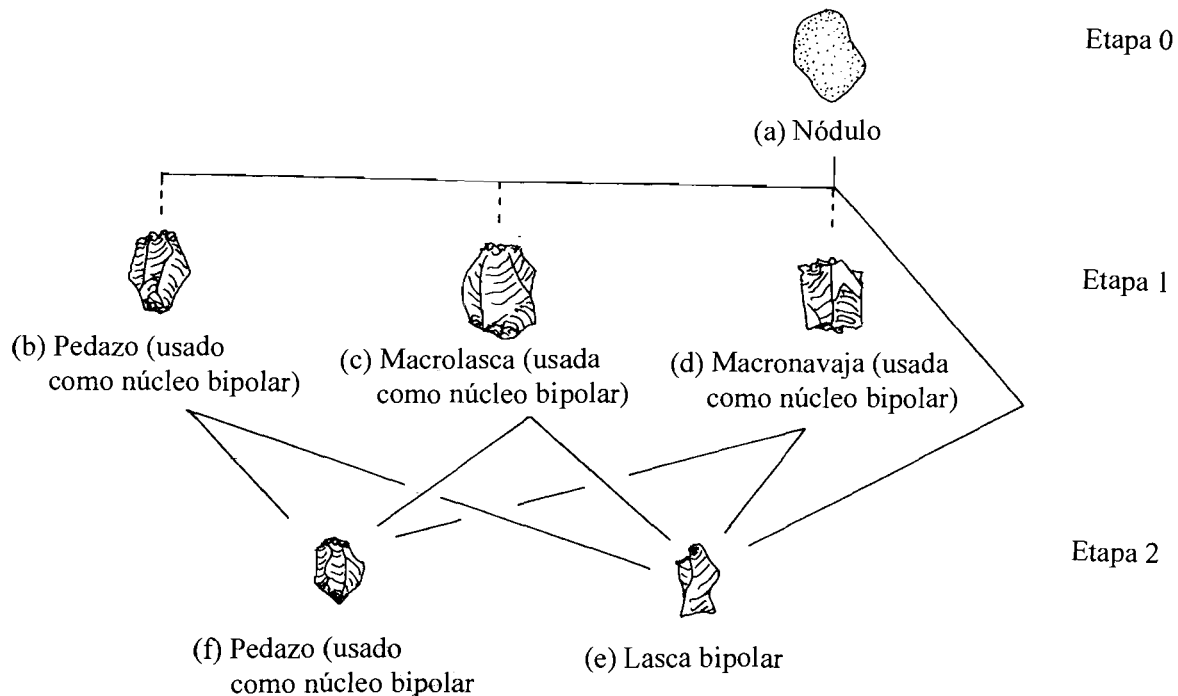 Etapa 0
(a) Nódulo
Etapa 1
(b) Pedazo (usado
como núcleo bipolar)
(c) Macrolasca (usada
como núcleo bipolar)
(d) Macronavaja (usada
como núcleo bipolar)
Etapa 2
(f) Pedazo (usado
como núcleo bipolar
(e) Lasca bipolar